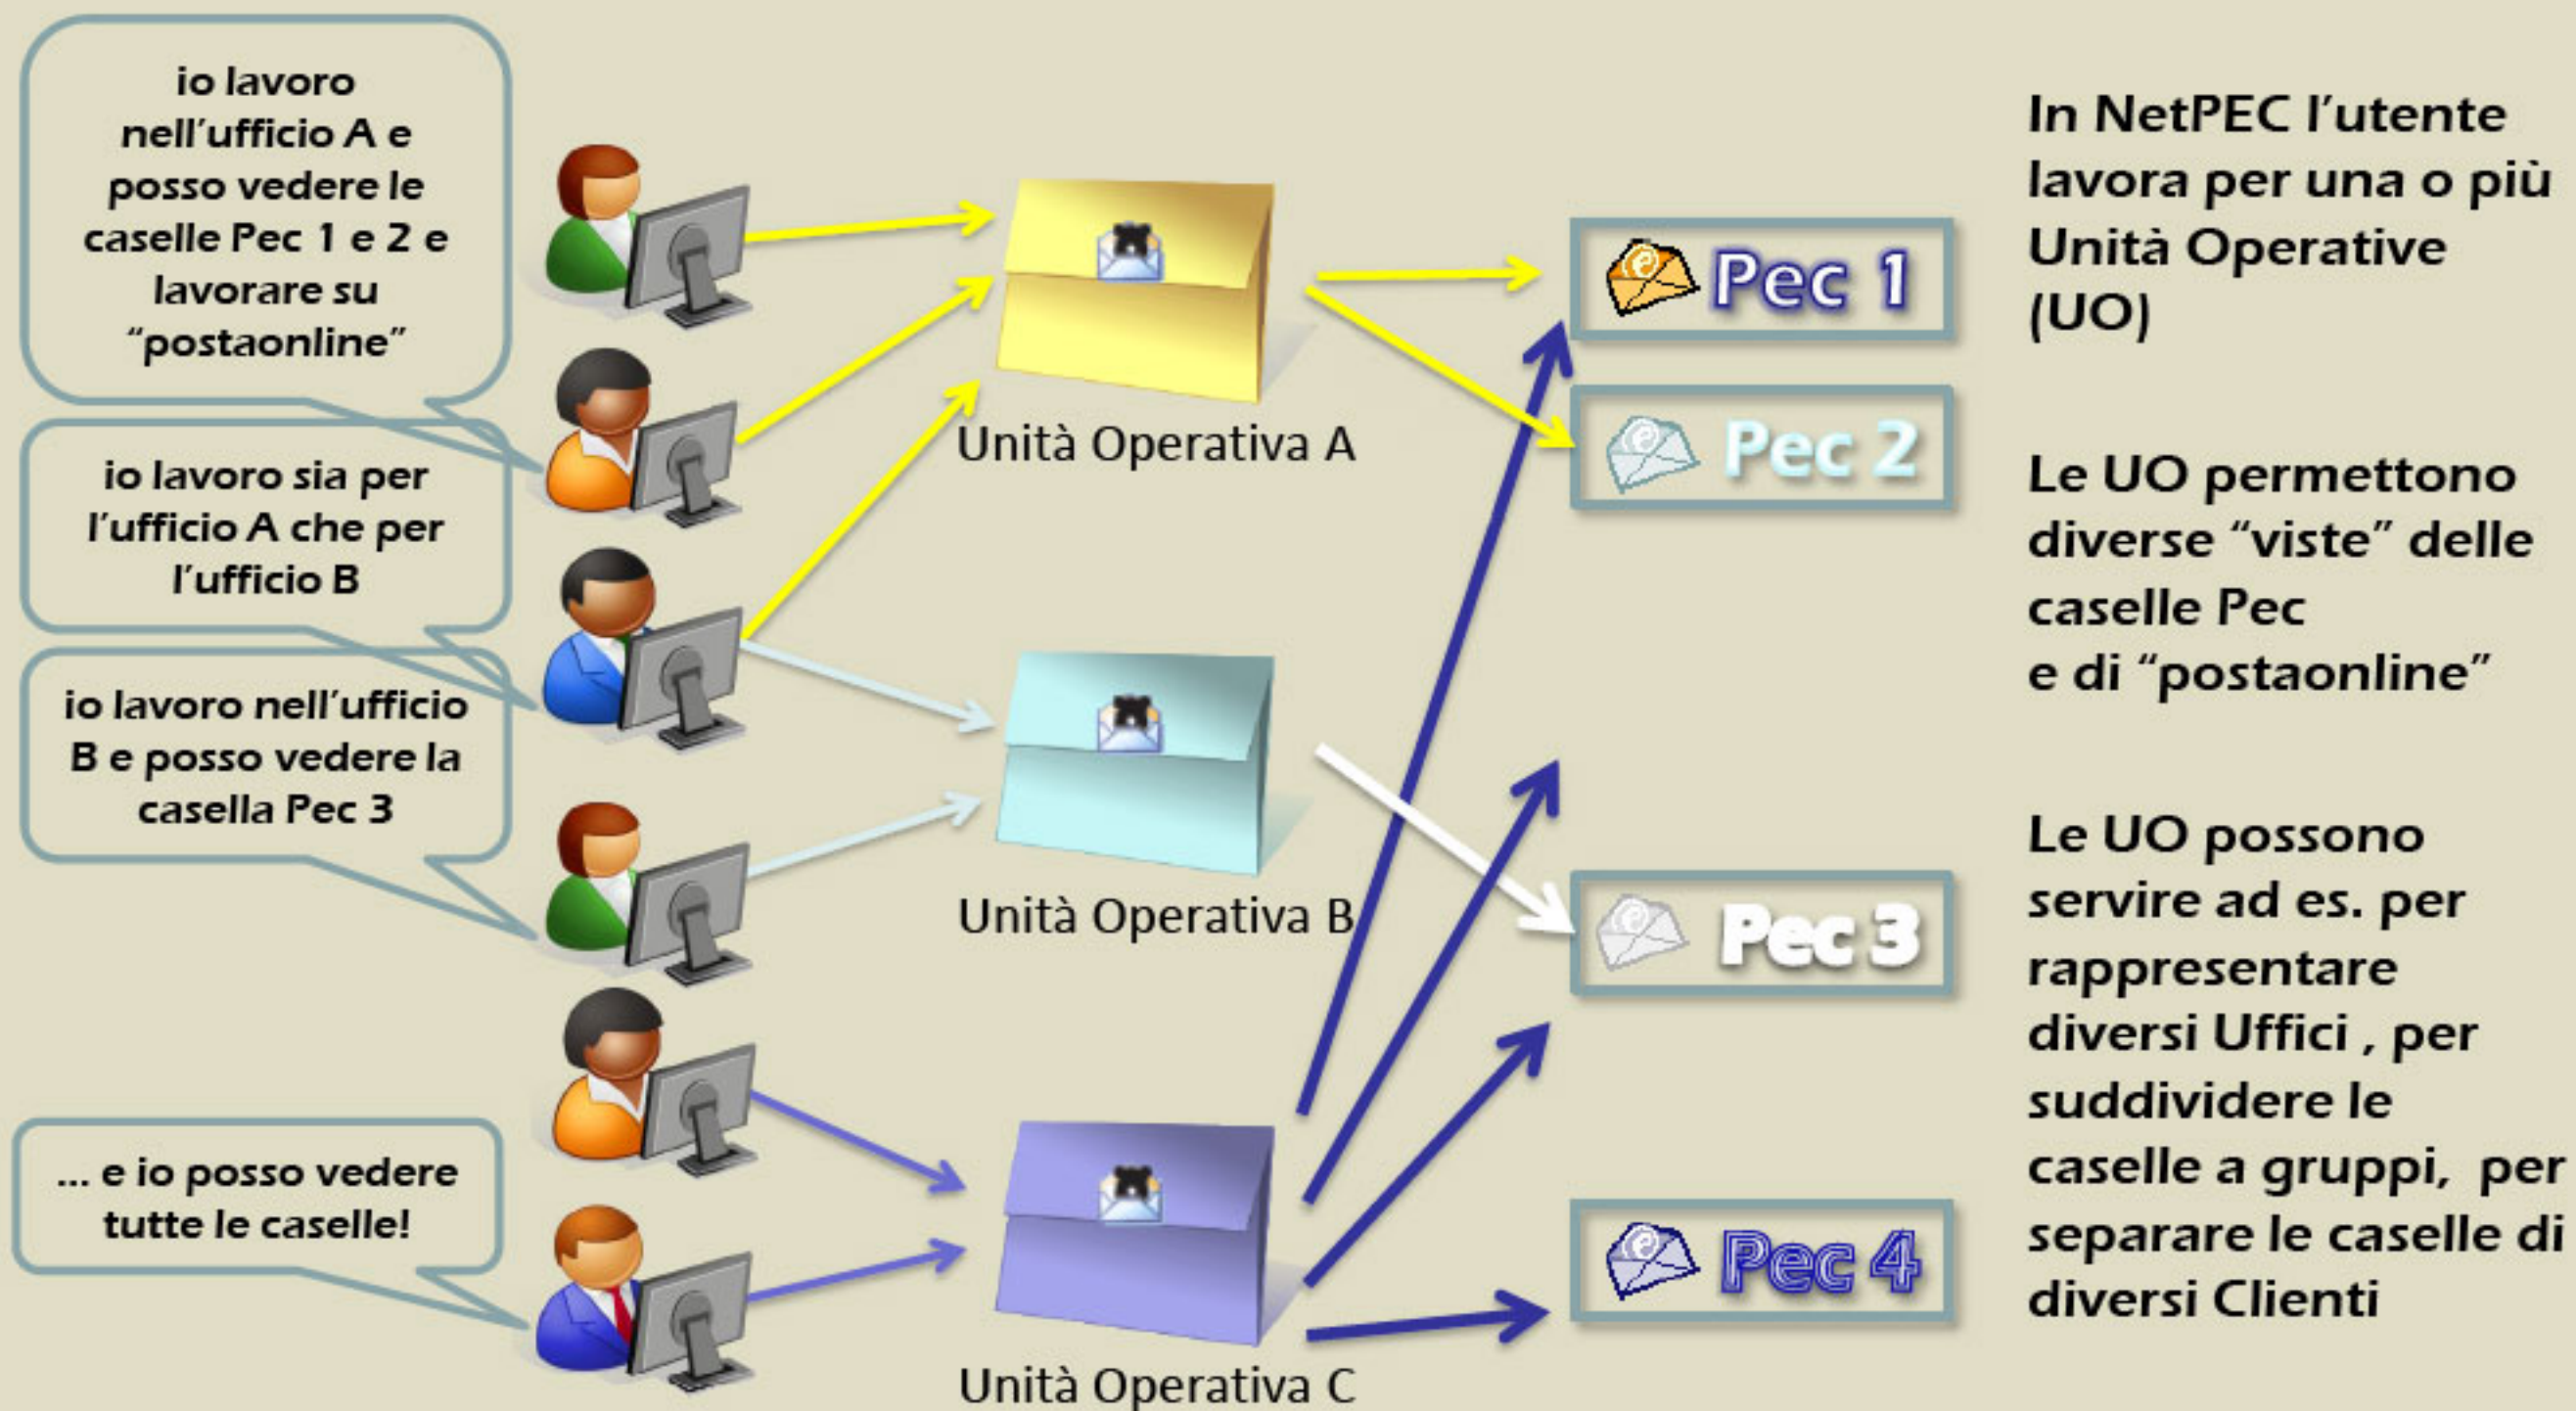 io lavoro
nell'ufficio A e
posso vedere le
caselle Pec 1 e 2 e
lavorare su
“postaonline”
io lavoro sia per
l'ufficio A che per
l'ufficio B
io lavoro nell'ufficio
B e posso vedere la
casella Pec 3
... e io posso vedere
tutte le caselle!
Unità Operativa A
Unità Operativa B
Unità Operativa C
Pec 1
Pec 2
Pec 3
Pec 4
In NetPEC l'utente
lavora per una o più
Unità Operative
(UO)
Le UO permettono
diverse “viste” delle
caselle Pec
e di “postaonline”
Le UO possono
servire ad es. per
rappresentare
diversi Uffici , per
suddividere le
caselle a gruppi, per
separare le caselle di
diversi Clienti